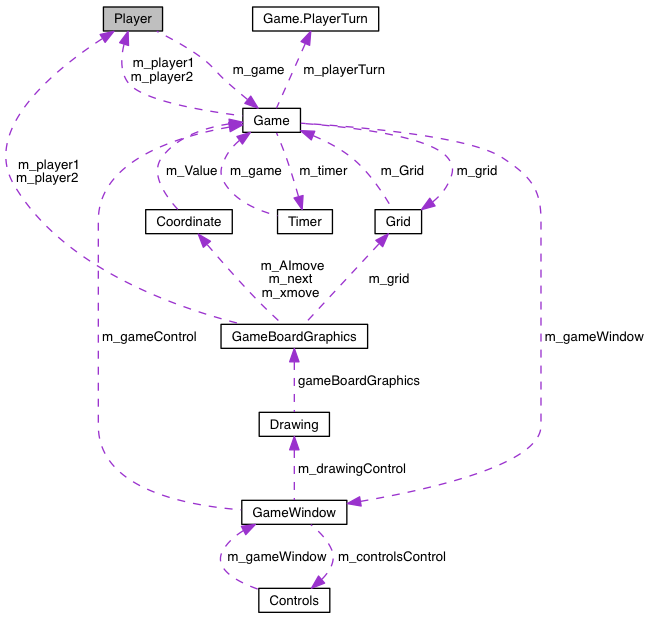 Player
Game.PlayerTurn
m_player1
m_player2
m_game
m_playerTurn
Game
m_player1
m_player2
m_Value
m_game
m_timer
m_Grid
m_grid
Coordinate
Timer
Grid
m_AImove
m_next
m_xmove
m_grid
m_gameControl
GameBoardGraphics
m_gameWindow
gameBoardGraphics
Drawing
m_drawingControl
GameWindow
m_gameWindow
m_controlsControl
Controls